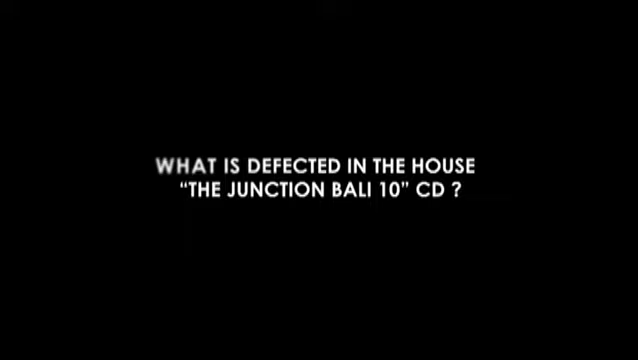 WHAT IS DEFECTED IN THE HOUSE
“THE JUNCTION BALI 10” CD ?